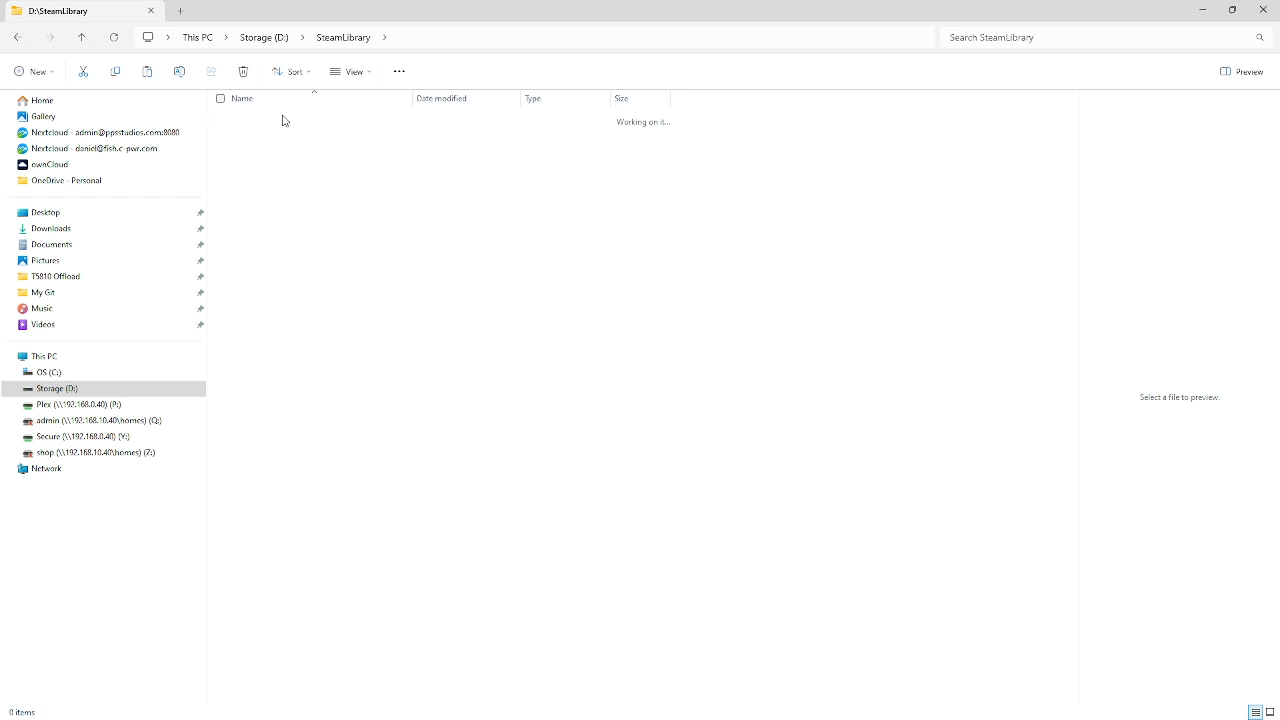 D:\SteamLibrary
This PC > Storage (D:) > SteamLibrary >
Search SteamLibrary
New
Sort
View
Preview
Name
Date modified
Type
Size
Working on it...
Home
Gallery
Nextcloud - admin@ppsstudios.com:8080
Nextcloud - daniel@fish.c-pwr.com
ownCloud
OneDrive - Personal
Desktop
Downloads
Documents
Pictures
T5810 Offload
My Git
Music
Videos
This PC
OS (C:)
Storage (D:)
Plex (\\192.168.0.40) (P:)
admin (\\192.168.10.40\homes) (Q:)
Secure (\\192.168.0.40) (Y:)
shop (\\192.168.10.40\homes) (Z:)
Network
Select a file to preview.
0 items